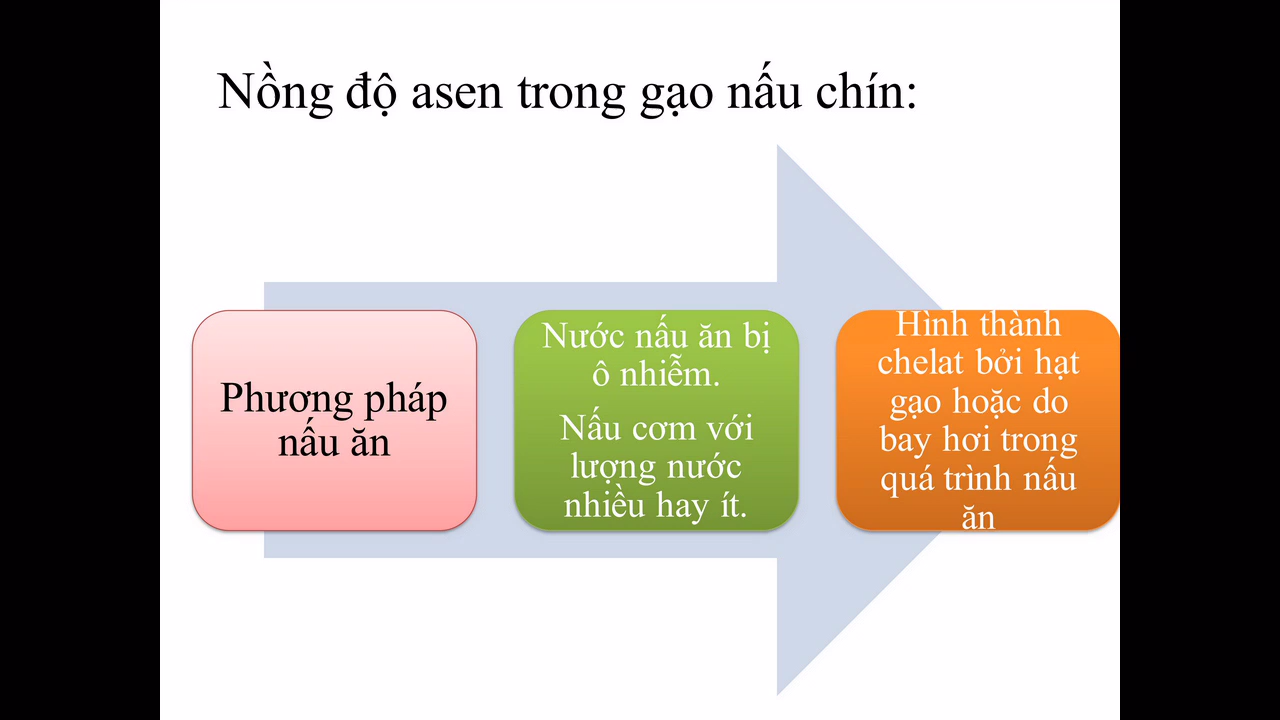 Nồng độ asen trong gạo nấu chín:
Phương pháp
nấu ăn
Nước nấu ăn bị
ô nhiễm.
Nấu cơm với
lượng nước
nhiều hay ít.
Hình thành
chelat bởi hạt
gạo hoặc do
bay hơi trong
quá trình nấu
ăn